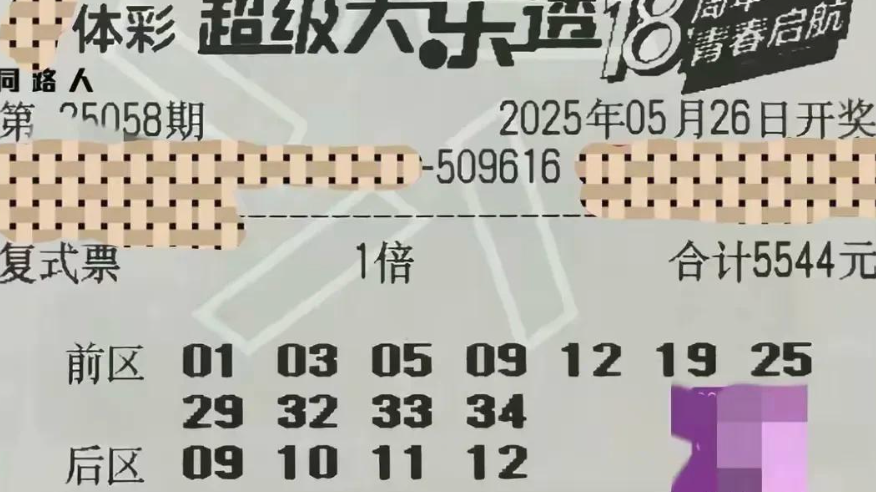 体彩 超级大乐透 18周年
青春启航
同路人
第 25058期 2025年05月26日开奖
-509616
复式票 1倍 合计5544元
前区 01 03 05 09 12 19 25
29 32 33 34
后区 09 10 11 12